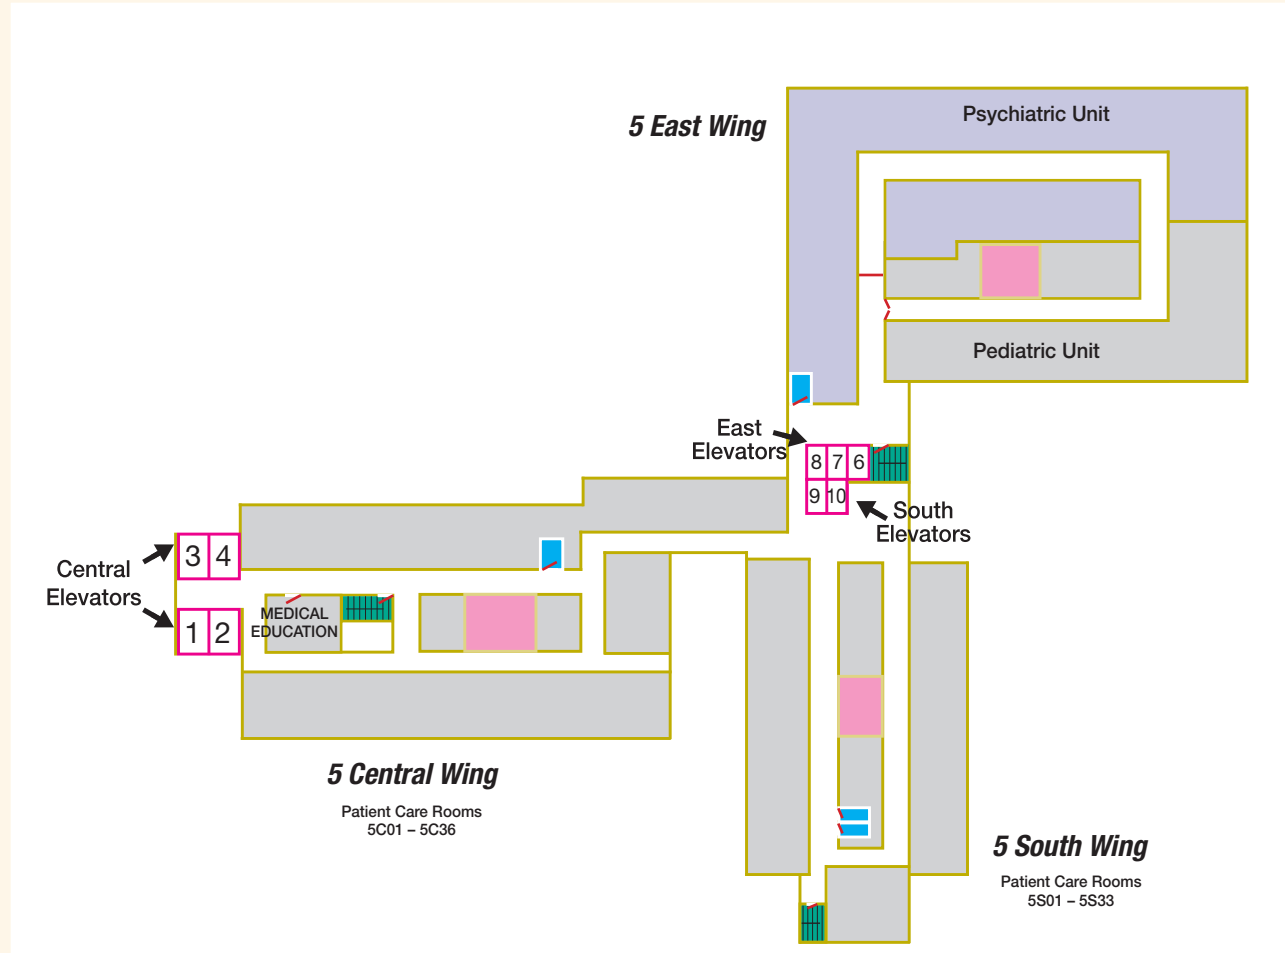 Psychiatric Unit
5 East Wing
Pediatric Unit
East
Elevators
8 7 6
9 10
South
Elevators
3 4
Central
Elevators
1 2
MEDICAL
EDUCATION
5 Central Wing
Patient Care Rooms
5C01 – 5C36
5 South Wing
Patient Care Rooms
5S01 – 5S33